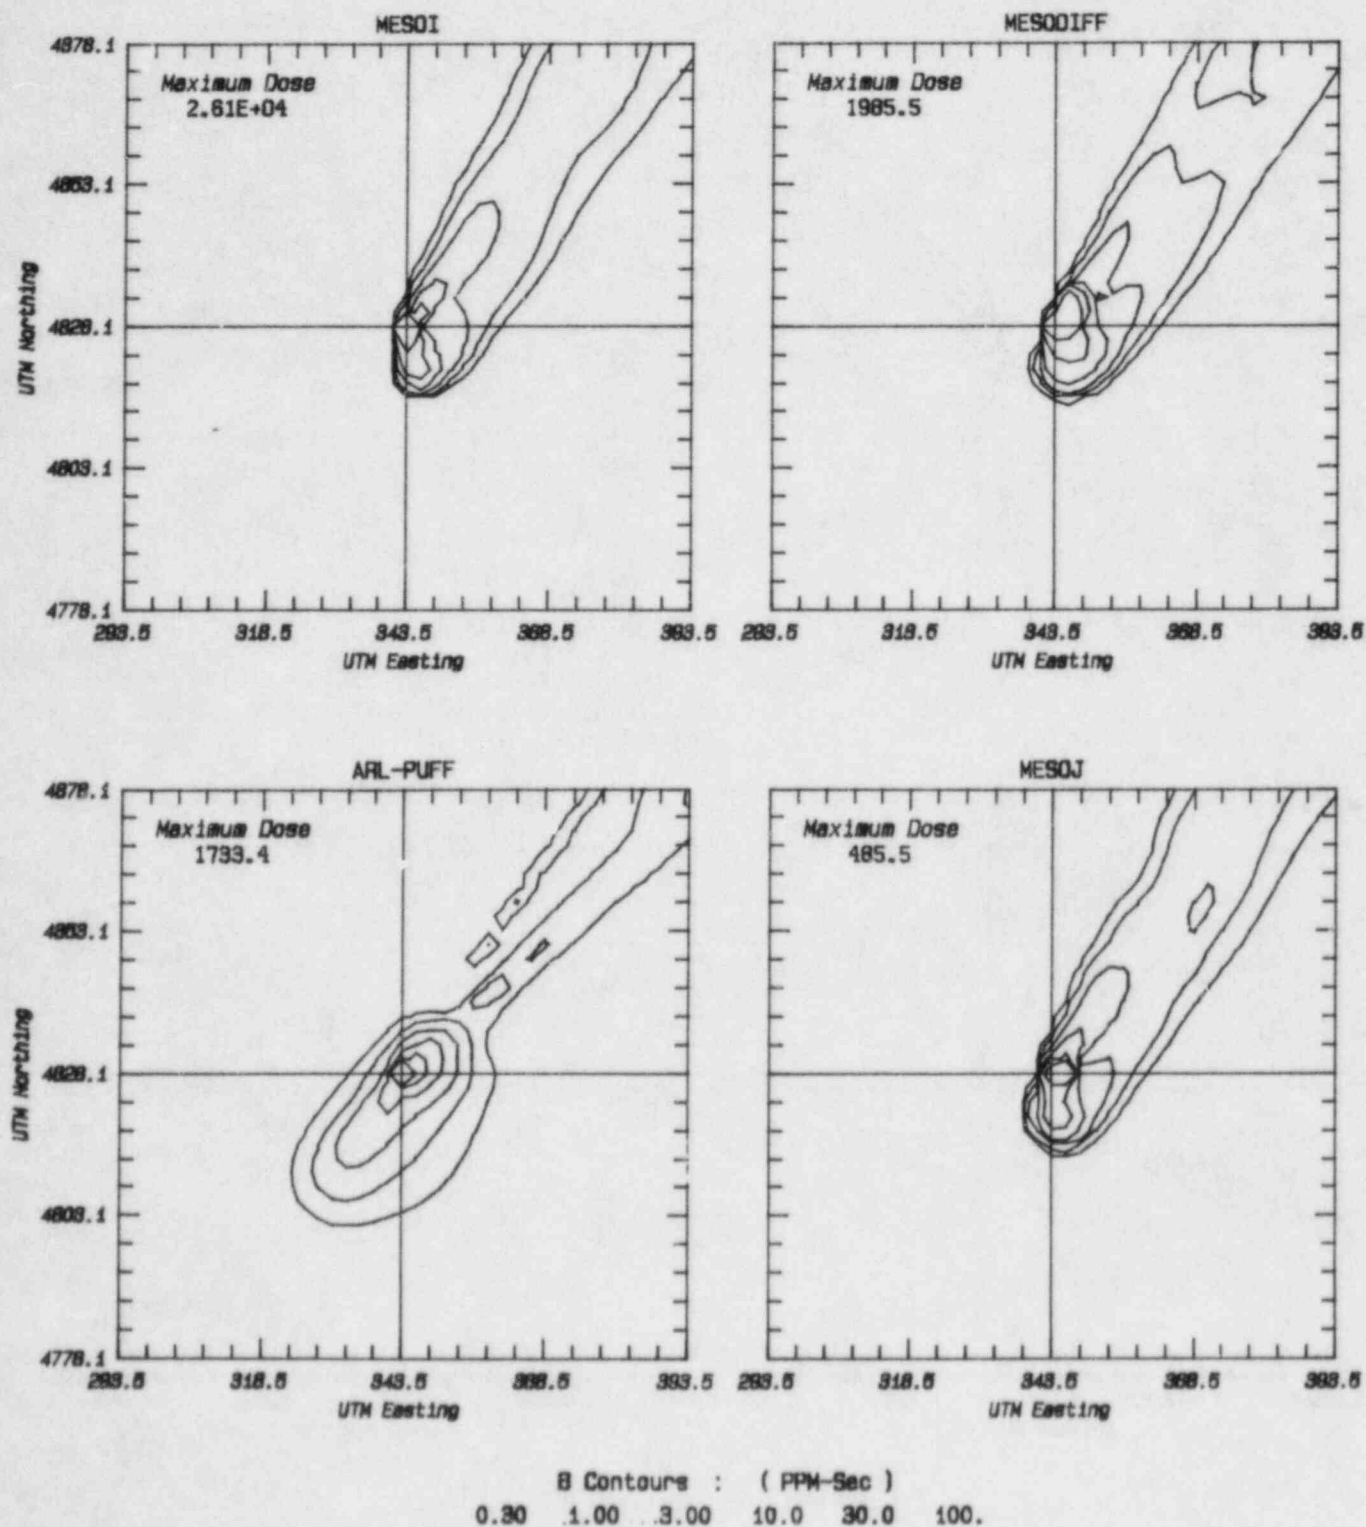 MESOI
MESODIFF
4878.1
Maximum Dose
2.61E+04
Maximum Dose
1985.5
4853.1
4828.1
UTM Northing
4803.1
4778.1
293.5 318.5 343.5 368.5 393.5 293.5 318.5 343.5 368.5 393.5
UTM Easting
UTM Easting
ARL-PUFF
MESOJ
4878.1
Maximum Dose
1733.4
Maximum Dose
485.5
4853.1
4828.1
UTM Northing
4803.1
4778.1
293.5 318.5 343.5 368.5 393.5 293.5 318.5 343.5 368.5 393.5
UTM Easting
UTM Easting
Contours : ( PPM-Sec )
0.30 1.00 3.00 10.0 30.0 100.